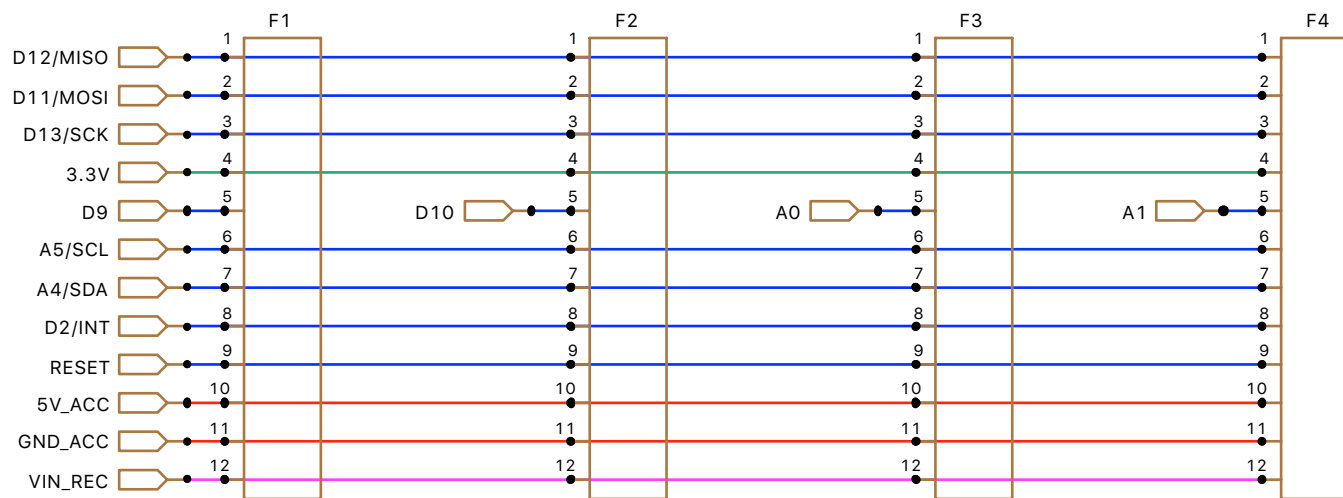 F1 F2 F3 F4
D12/MISO 1 1 1 1
D11/MOSI 2 2 2 2
D13/SCK 3 3 3 3
3.3V 4 4 4 4
D9 5 D10 5 A0 5 A1 5
A5/SCL 6 6 6 6
A4/SDA 7 7 7 7
D2/INT 8 8 8 8
RESET 9 9 9 9
5V_ACC 10 10 10 10
GND_ACC 11 11 11 11
VIN_REC 12 12 12 12